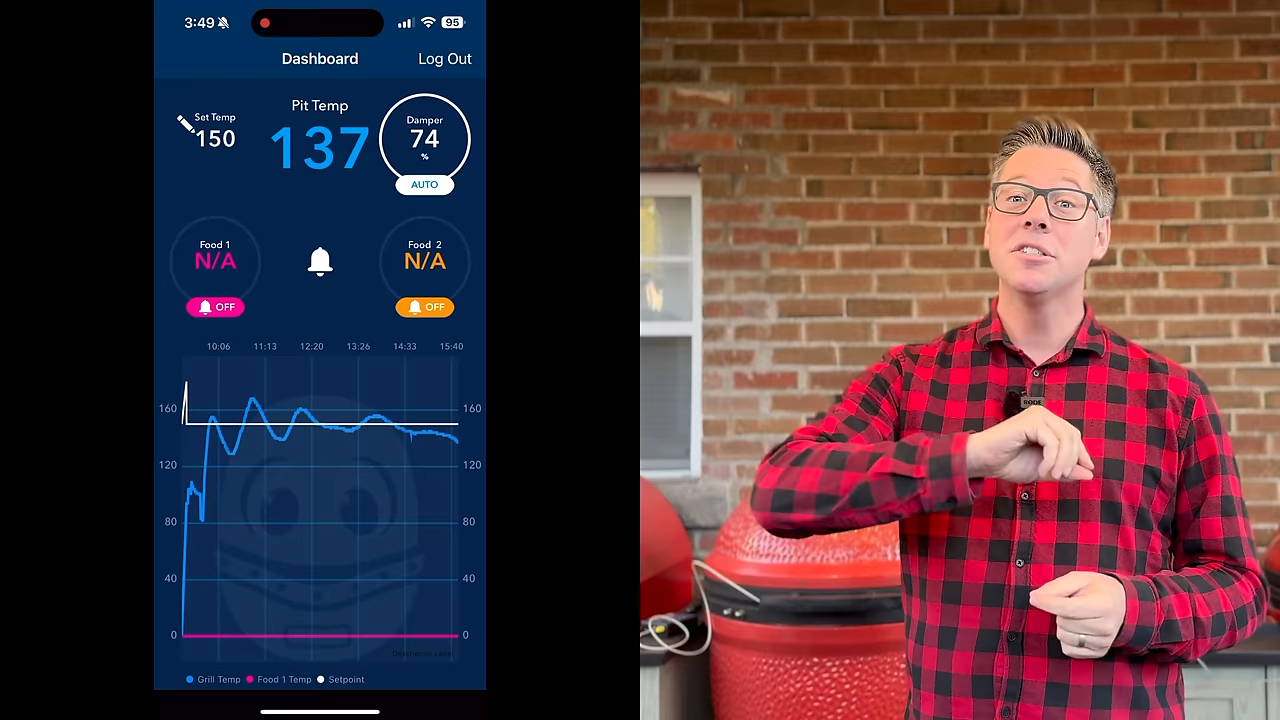 3:49
95
Dashboard
Log Out
Set Temp
150
Pit Temp
137
Damper
74
%
AUTO
Food 1
N/A
OFF
Food 2
N/A
OFF
10:06 11:13 12:20 13:26 14:33 15:40
160 160
120 120
80 80
40 40
0 0
Grill Temp Food 1 Temp Setpoint
RØDE